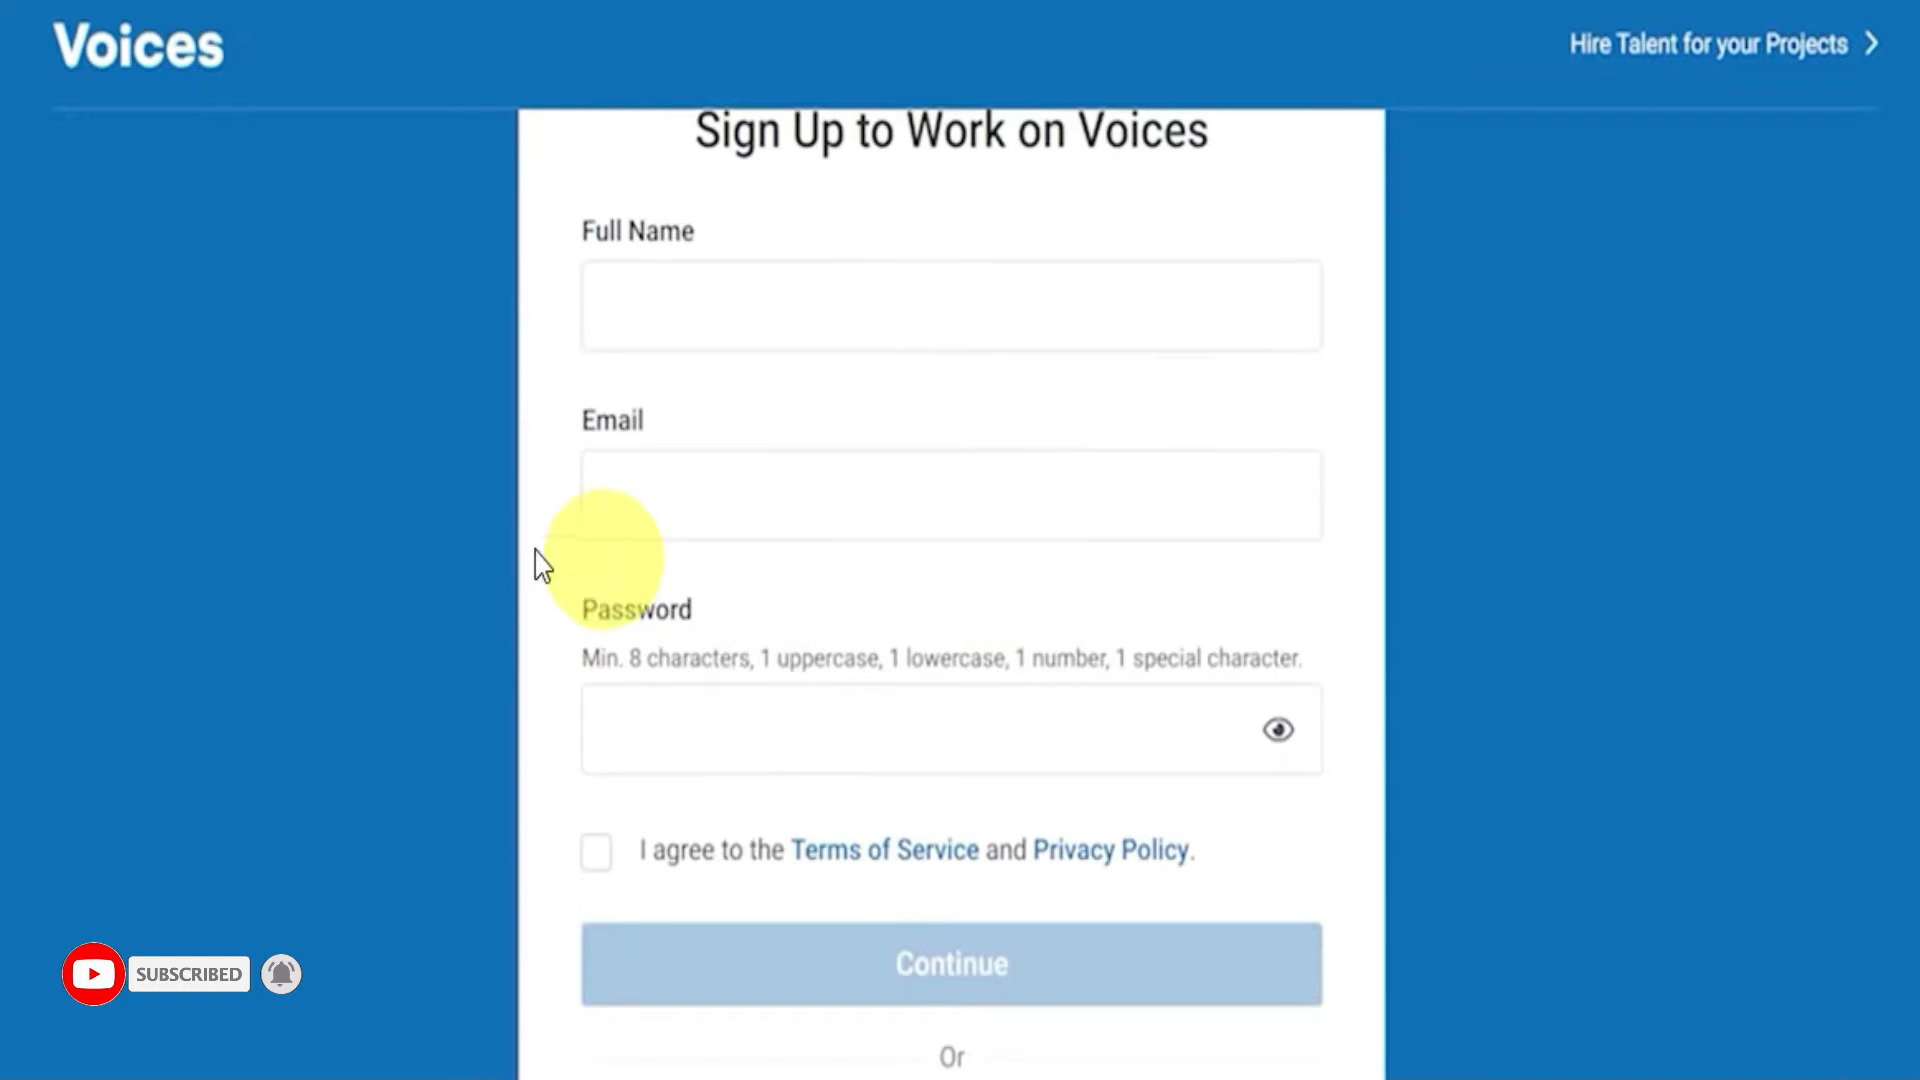 Voices
Hire Talent for your Projects
Sign Up to Work on Voices
Full Name
Email
Password
Min. 8 characters, 1 uppercase, 1 lowercase, 1 number, 1 special character.
I agree to the Terms of Service and Privacy Policy.
Continue
SUBSCRIBED
Or